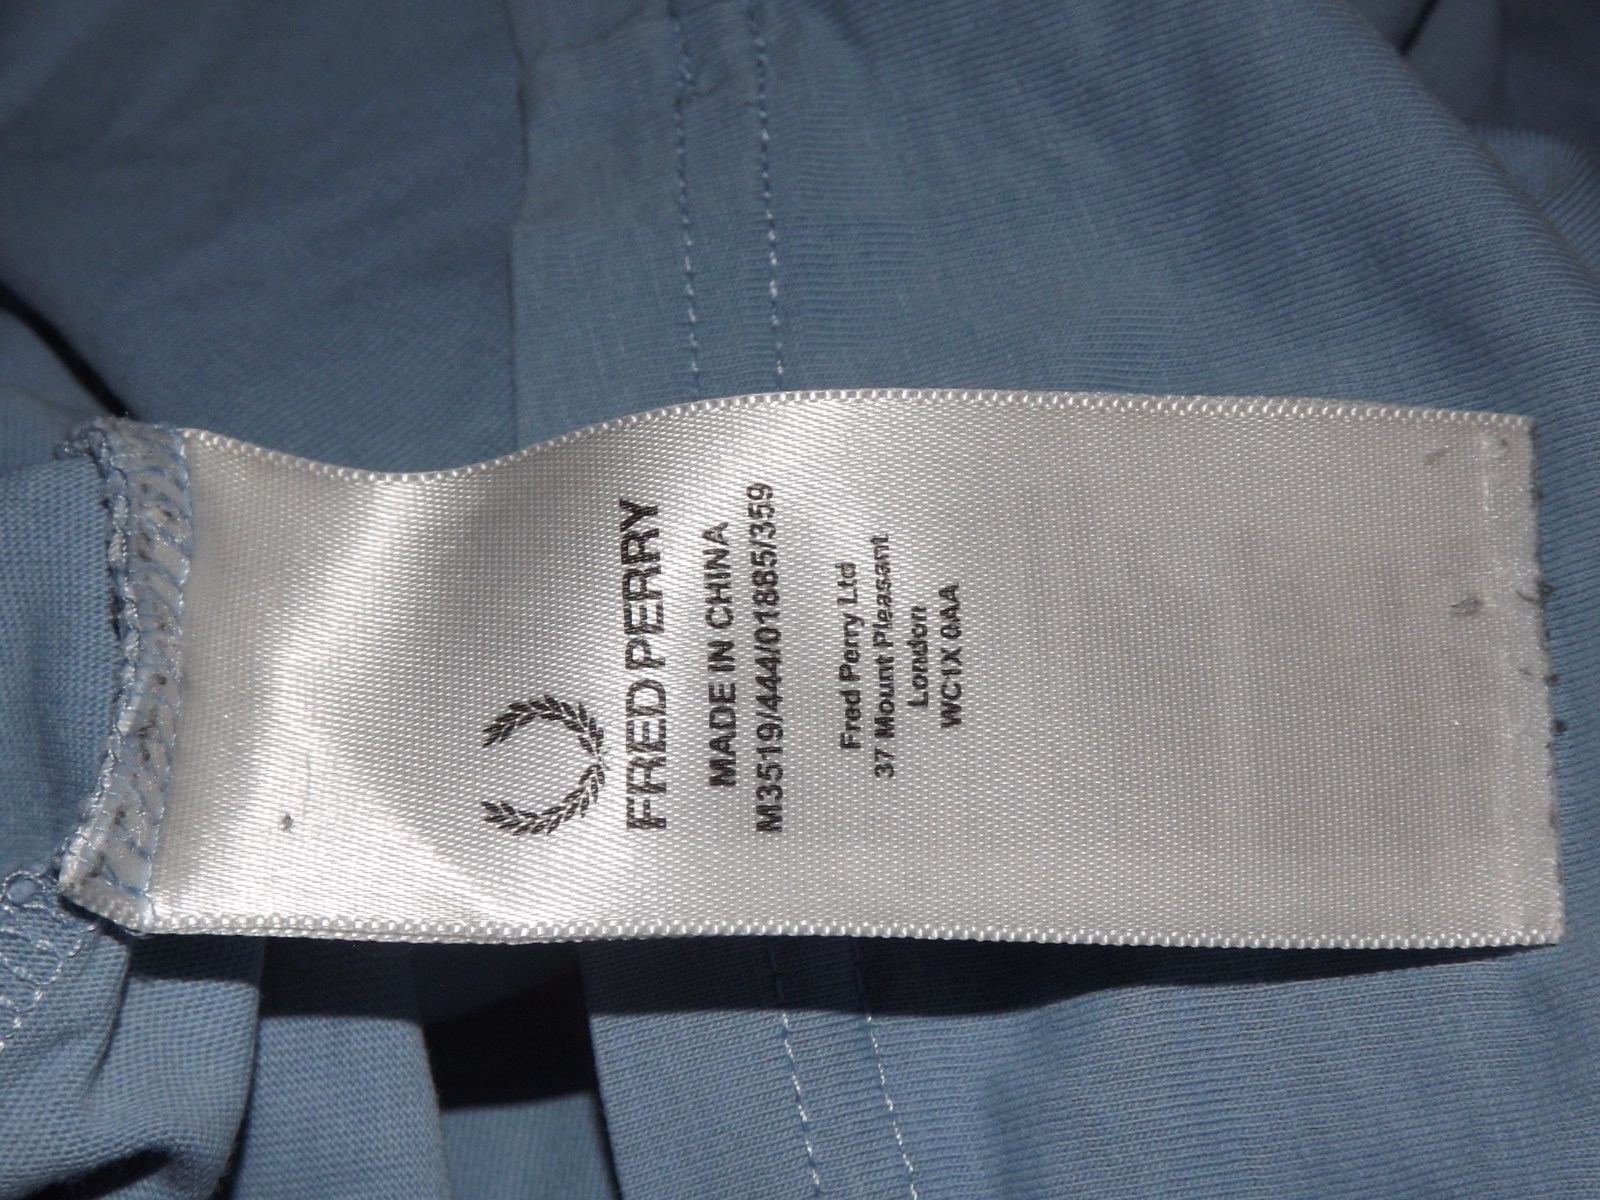 FRED PERRY
MADE IN CHINA
M3519/444/01885/359
Fred Perry Ltd
37 Mount Pleasant
London
WC1X 0AA